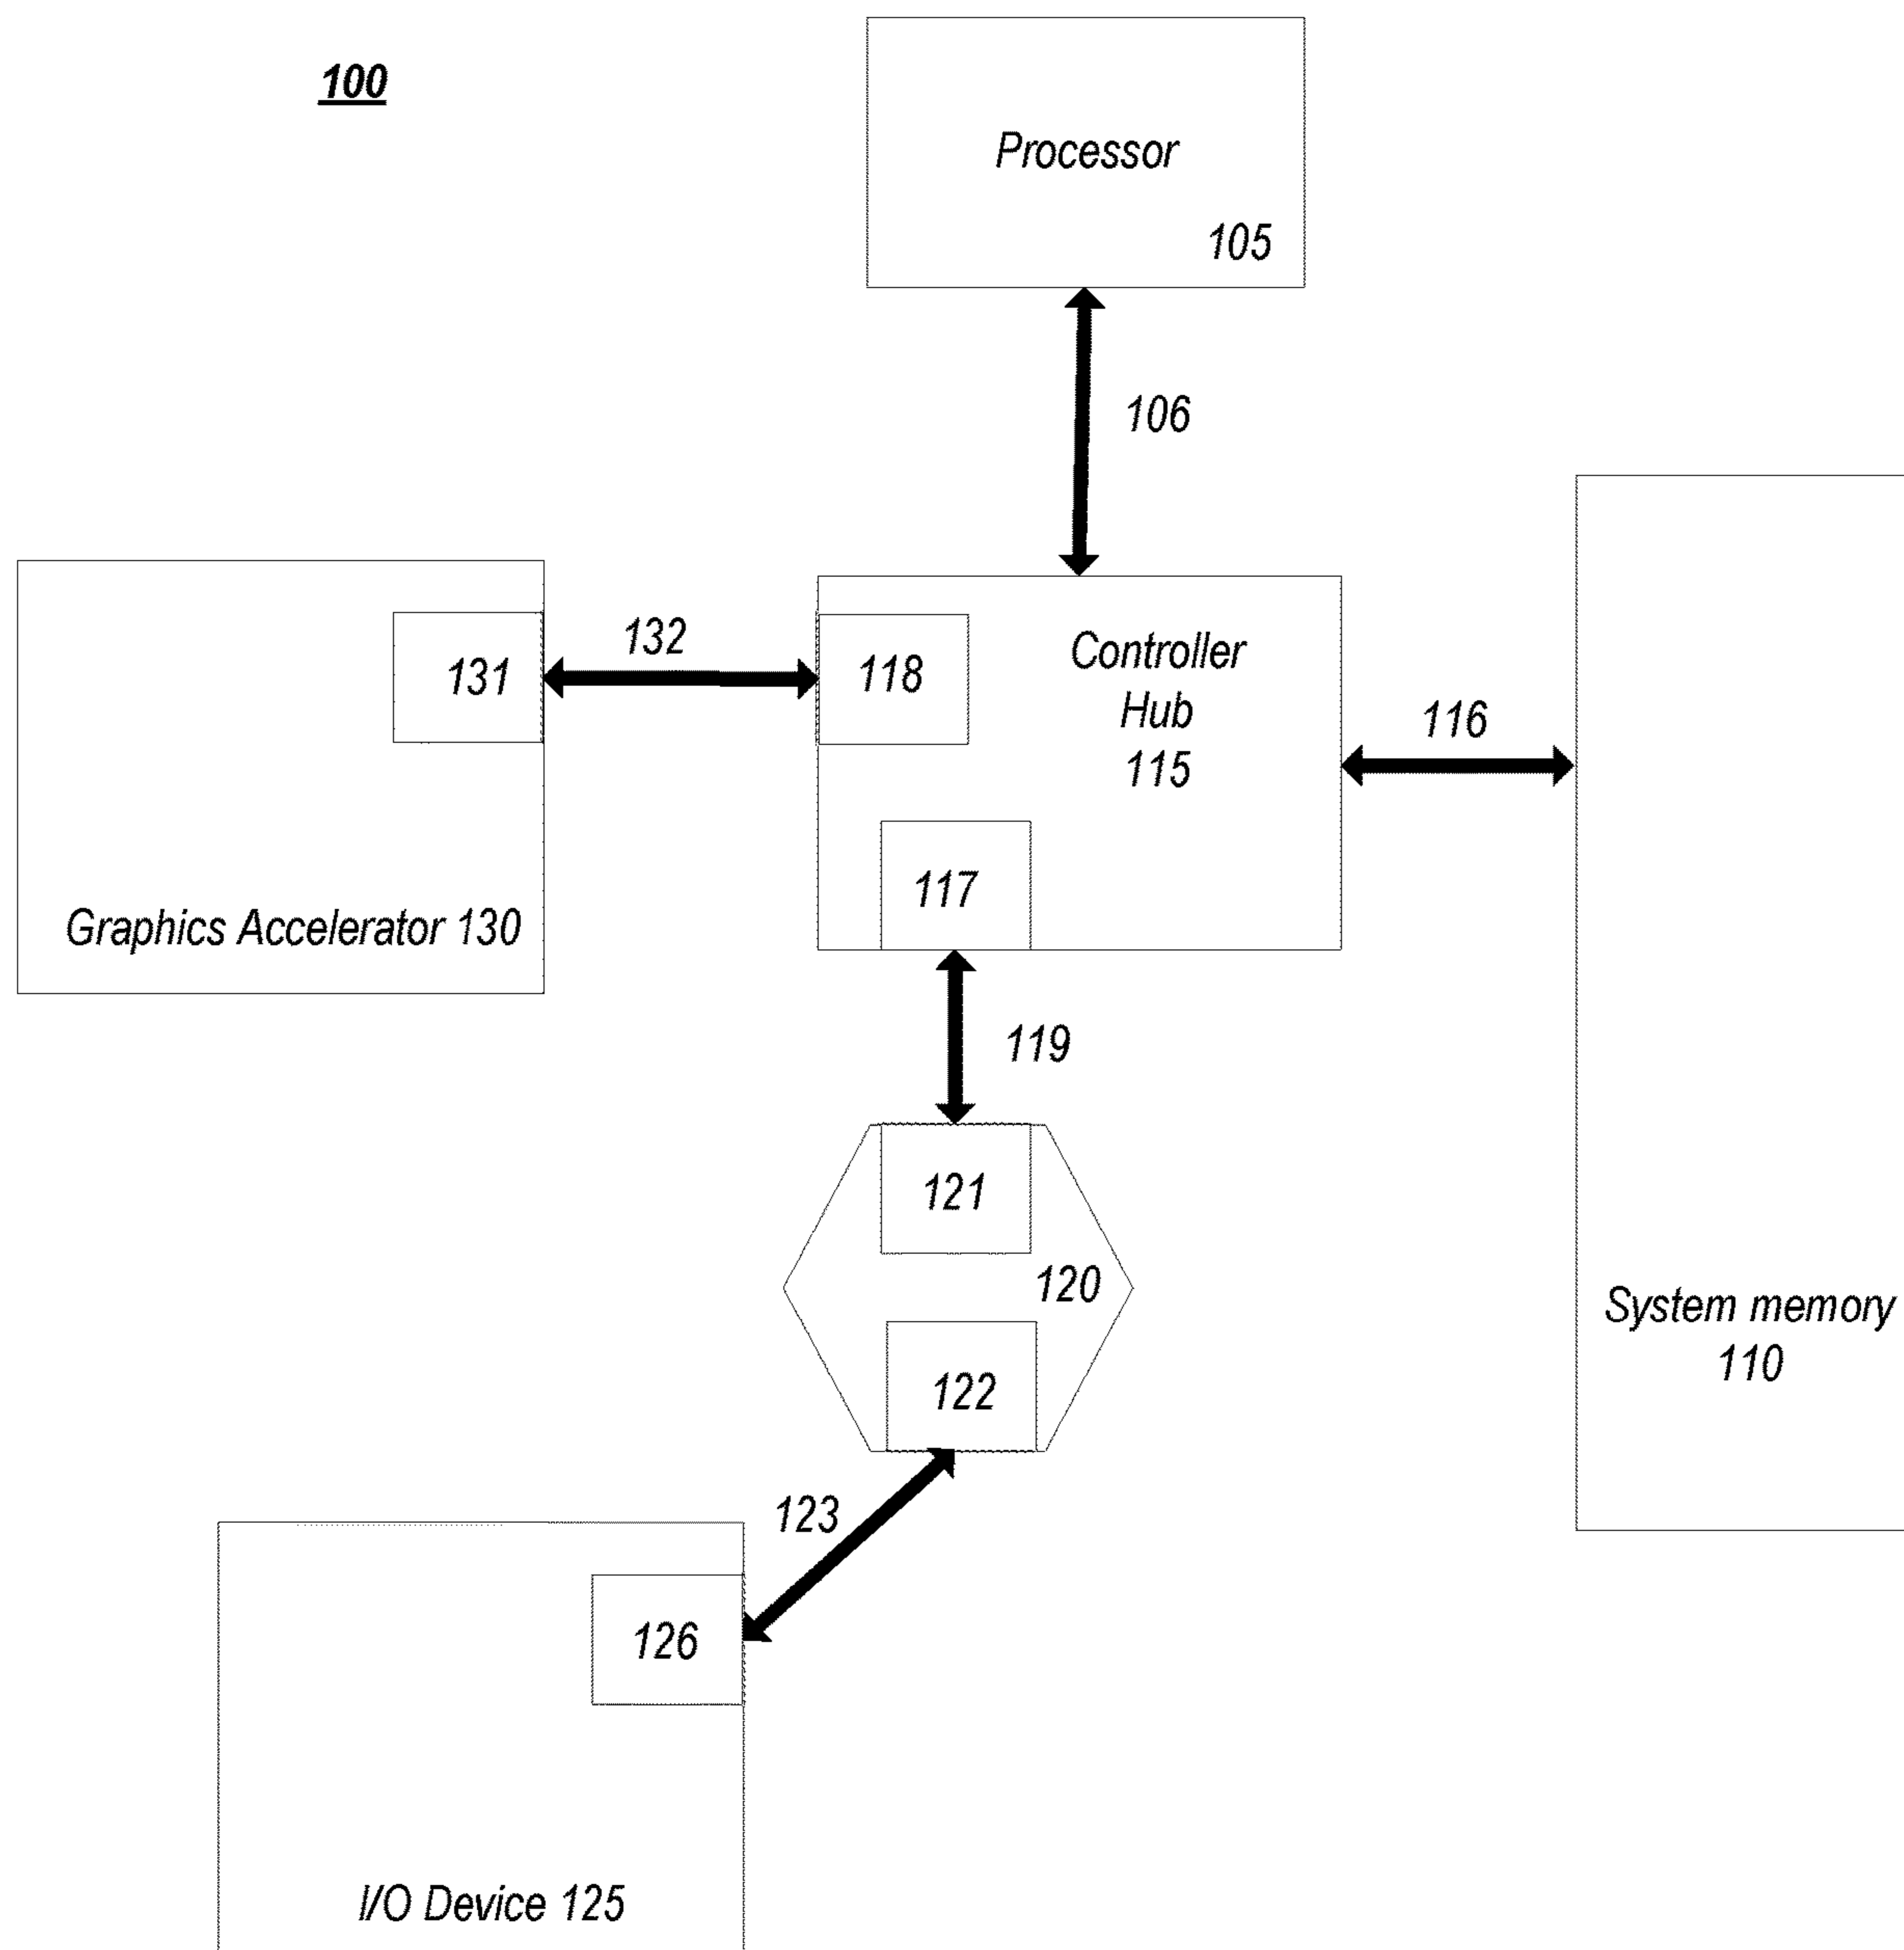 100
Processor
105
106
132
131
118
Controller
Hub
115
116
117
Graphics Accelerator 130
119
121
120
122
System memory
110
123
126
I/O Device 125